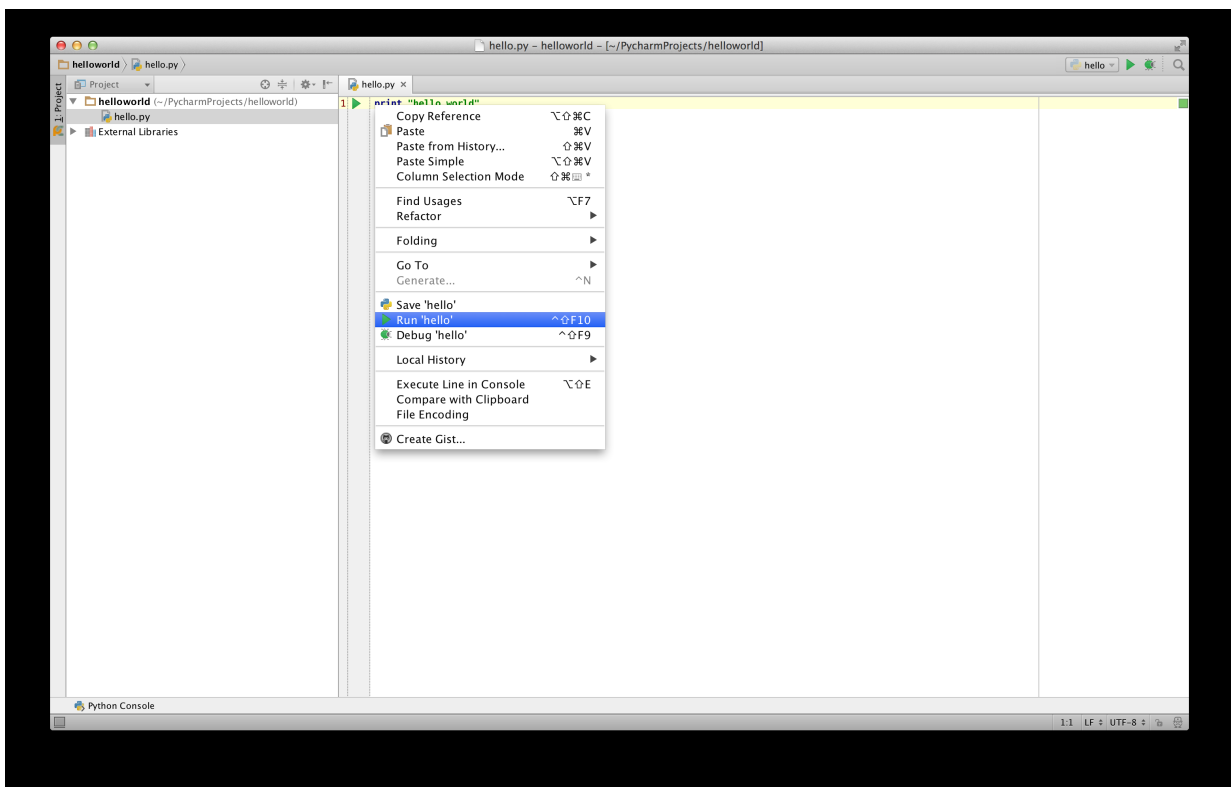 hello.py – helloworld – [~/PycharmProjects/helloworld]
helloworld hello.py hello
1: Project
Project hello.py ×
helloworld (~/PycharmProjects/helloworld)
hello.py
External Libraries
1 print "hello world"
Copy Reference ⌥⇧⌘C
Paste ⌘V
Paste from History... ⇧⌘V
Paste Simple ⌥⇧⌘V
Column Selection Mode ⇧⌘ *
Find Usages ⌥F7
Refactor
Folding
Go To
Generate... ^N
Save 'hello'
Run 'hello' ^⇧F10
Debug 'hello' ^⇧F9
Local History
Execute Line in Console ⌥⇧E
Compare with Clipboard
File Encoding
Create Gist...
Python Console
1:1 LF UTF-8